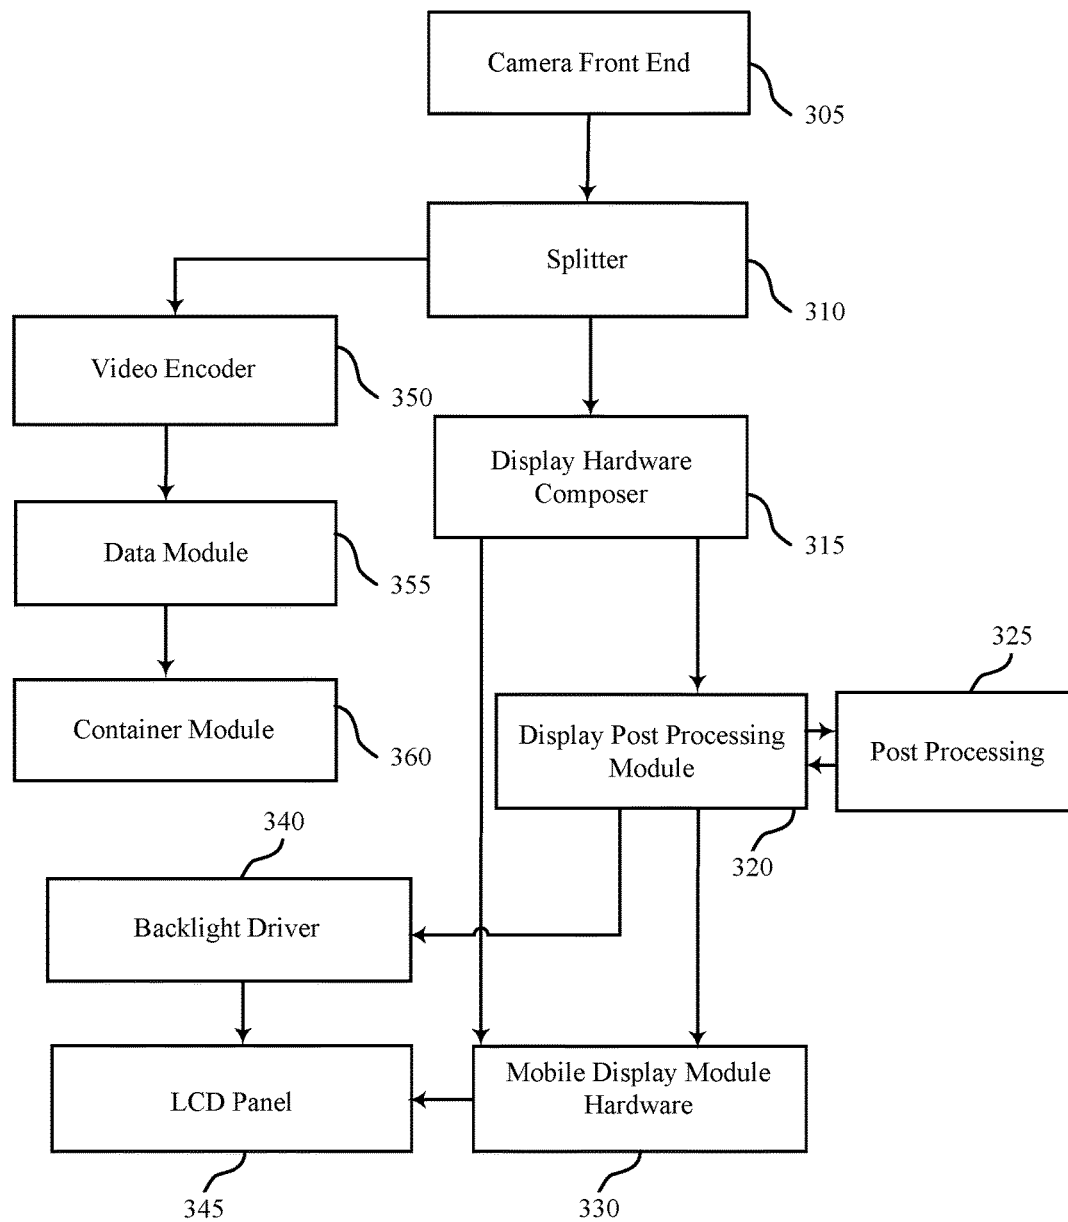 Camera Front End
305
Splitter
310
Video Encoder
350
Display Hardware
Composer
315
Data Module
355
325
Container Module
360
Display Post Processing
Module
320
Post Processing
340
Backlight Driver
LCD Panel
345
Mobile Display Module
Hardware
330